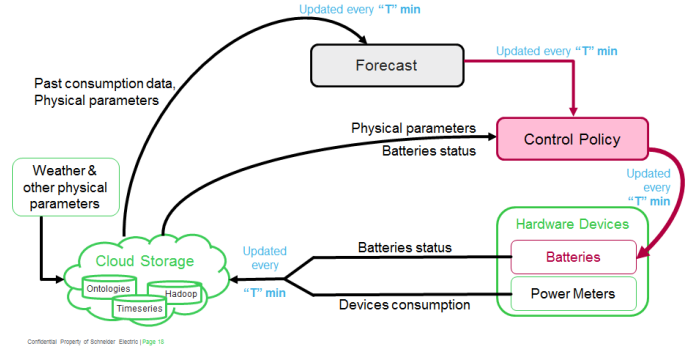 Updated every “T” min
Forecast
Updated every “T” min
Past consumption data,
Physical parameters
Physical parameters
Batteries status
Control Policy
Weather &
other physical
parameters
Updated
every
“T” min
Hardware Devices
Batteries
Power Meters
Cloud Storage
Ontologies
Hadoop
Timeseries
Updated
every
“T” min
Batteries status
Devices consumption
Confidential Property of Schneider Electric | Page 15